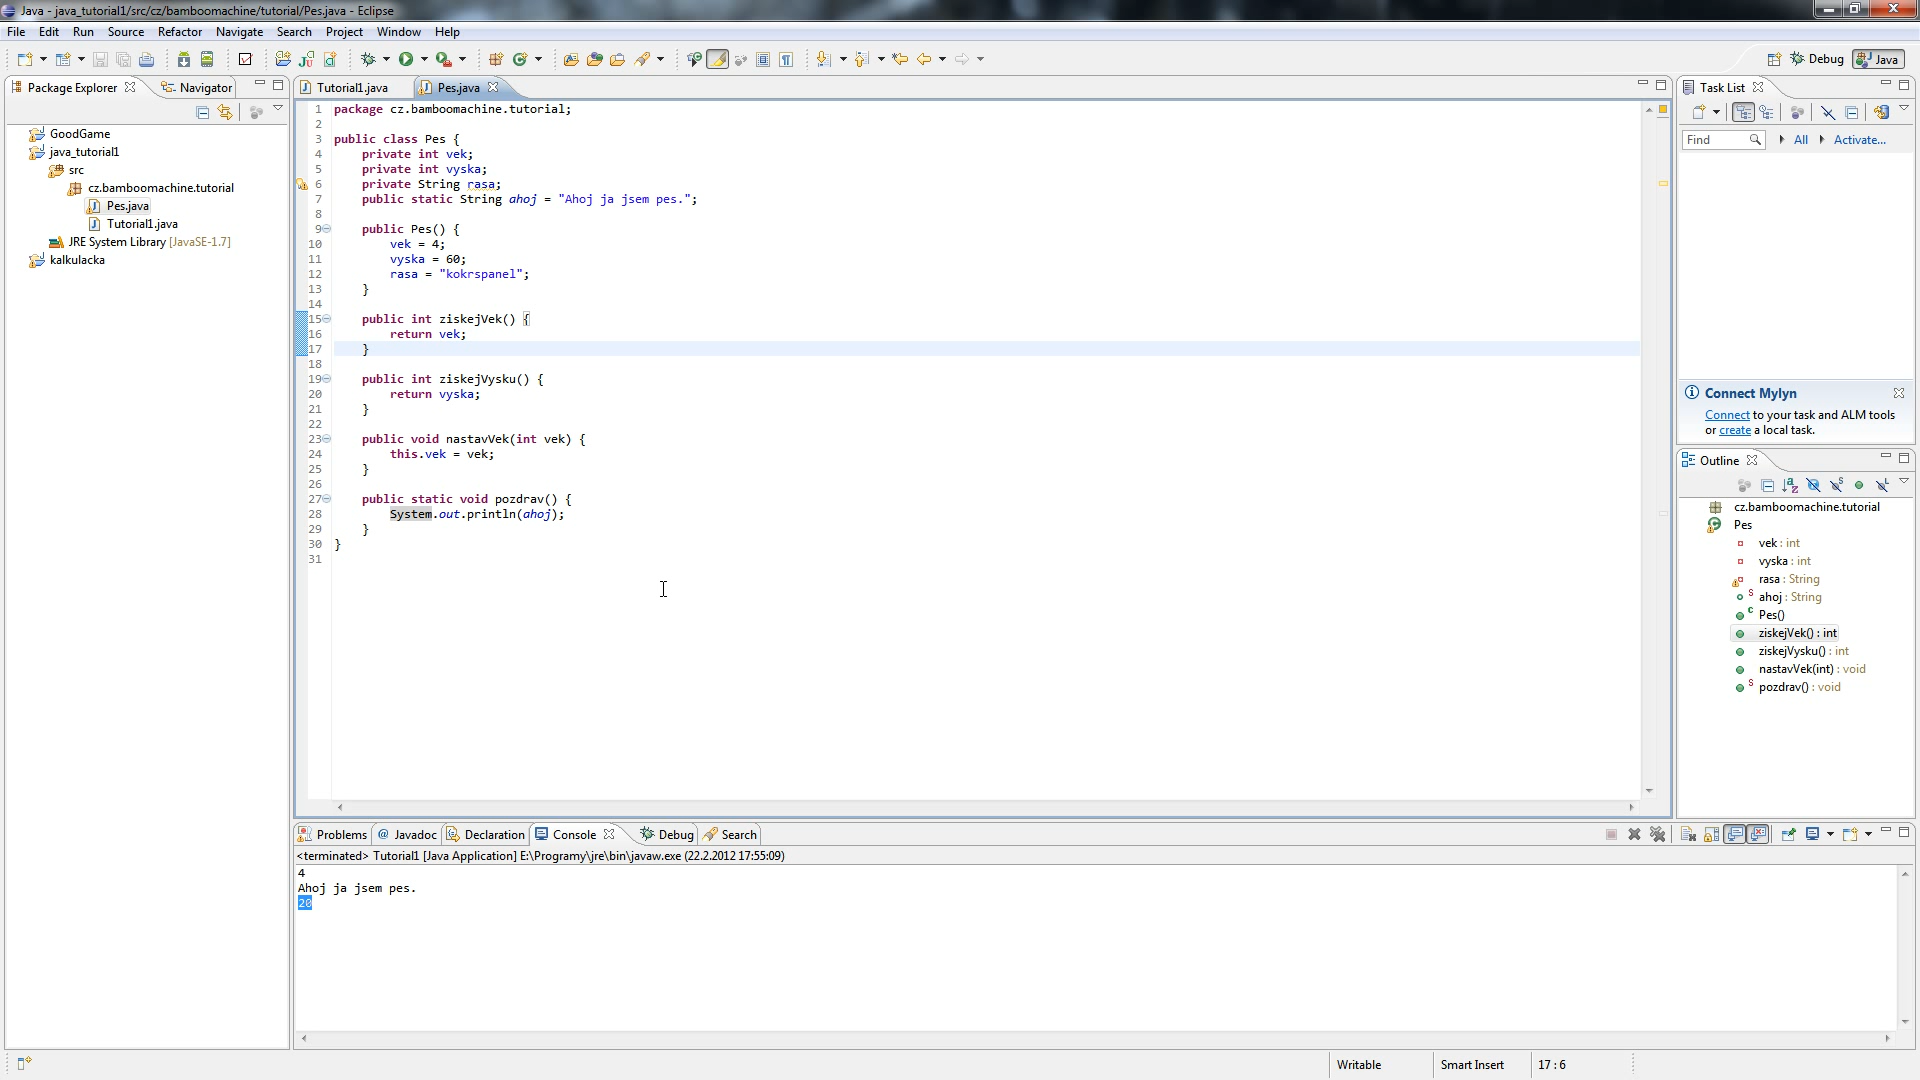 Java - java_tutorial1/src/cz/bamboomachine/tutorial/Pes.java - Eclipse
File Edit Run Source Refactor Navigate Search Project Window Help
Debug Java
Package Explorer Navigator
GoodGame
java_tutorial1
src
cz.bamboomachine.tutorial
Pes.java
Tutorial1.java
JRE System Library [JavaSE-1.7]
kalkulacka
Tutorial1.java Pes.java
1 package cz.bamboomachine.tutorial;
2
3 public class Pes {
4 private int vek;
5 private int vyska;
6 private String rasa;
7 public static String ahoj = "Ahoj ja jsem pes.";
8
9 public Pes() {
10 vek = 4;
11 vyska = 60;
12 rasa = "kokrspanel";
13 }
14
15 public int ziskejVek() {
16 return vek;
17 }
18
19 public int ziskejVysku() {
20 return vyska;
21 }
22
23 public void nastavVek(int vek) {
24 this.vek = vek;
25 }
26
27 public static void pozdrav() {
28 System.out.println(ahoj);
29 }
30 }
31
Task List
Find All Activate...
Connect Mylyn
Connect to your task and ALM tools
or create a local task.
Outline
cz.bamboomachine.tutorial
Pes
vek : int
vyska : int
rasa : String
ahoj : String
Pes()
ziskejVek() : int
ziskejVysku() : int
nastavVek(int) : void
pozdrav() : void
Problems Javadoc Declaration Console Debug Search
<terminated> Tutorial1 [Java Application] E:\Programy\jre\bin\javaw.exe (22.2.2012 17:55:09)
4
Ahoj ja jsem pes.
20
Writable Smart Insert 17 : 6